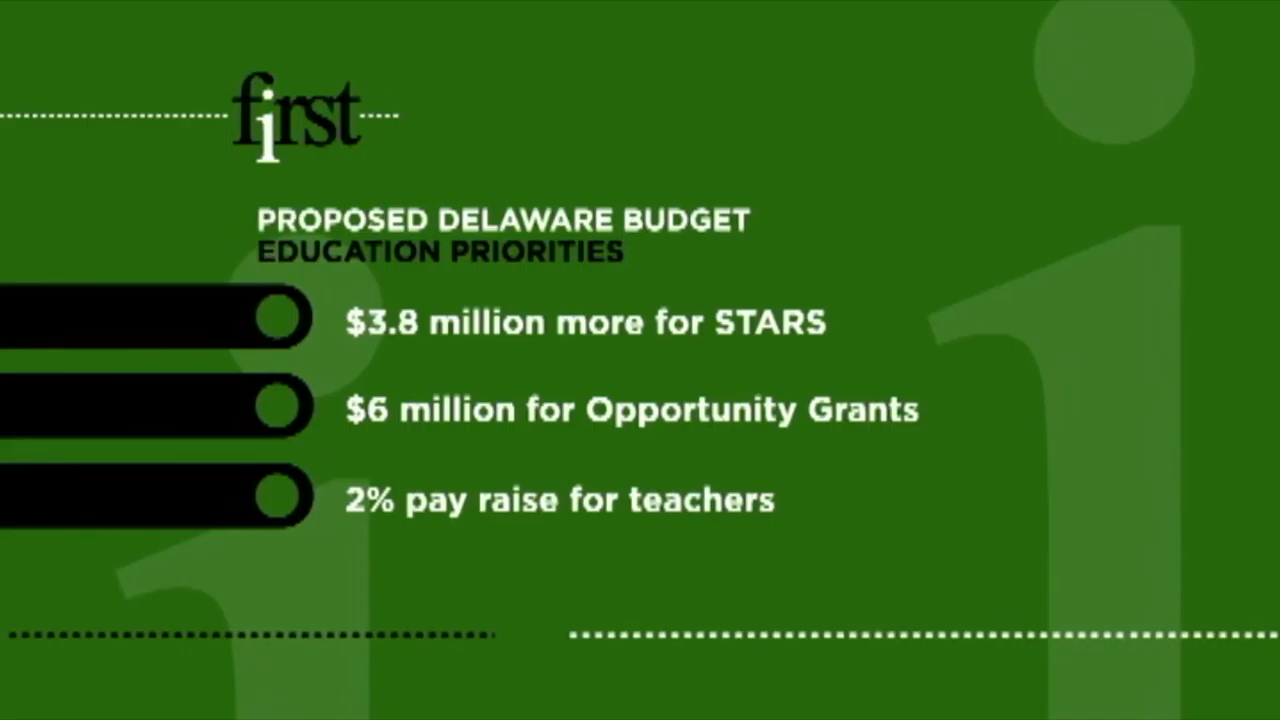 first
PROPOSED DELAWARE BUDGET
EDUCATION PRIORITIES
$3.8 million more for STARS
$6 million for Opportunity Grants
2% pay raise for teachers